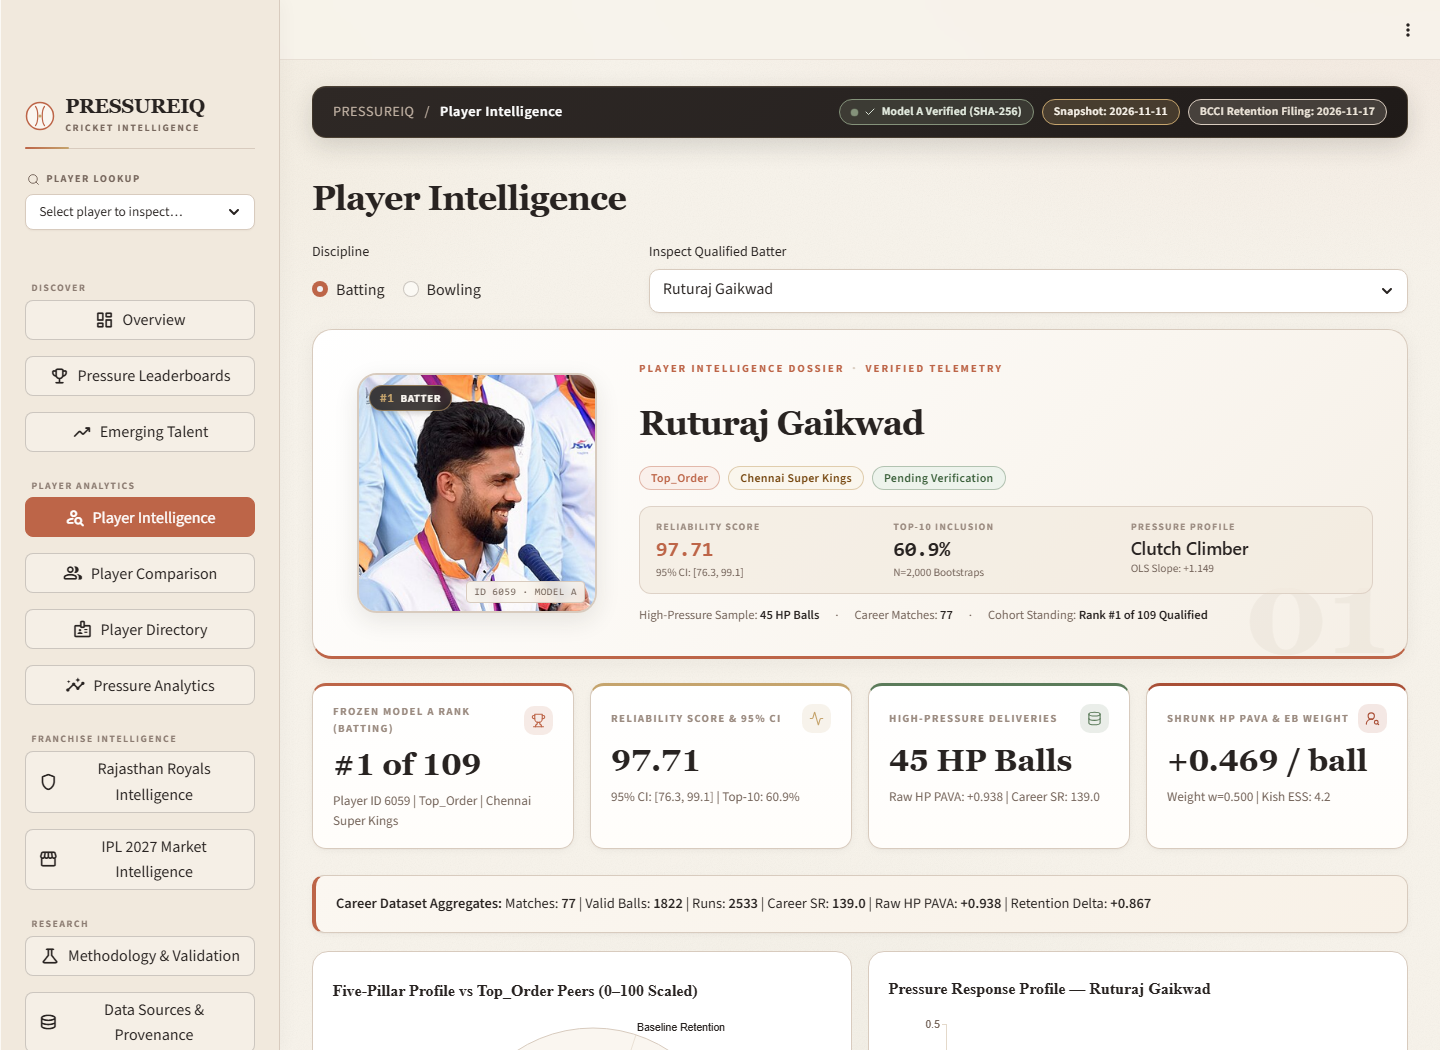 PRESSUREIQ
CRICKET INTELLIGENCE
PLAYER LOOKUP
Select player to inspect...
DISCOVER
Overview
Pressure Leaderboards
Emerging Talent
PLAYER ANALYTICS
Player Intelligence
Player Comparison
Player Directory
Pressure Analytics
FRANCHISE INTELLIGENCE
Rajasthan Royals
Intelligence
IPL 2027 Market
Intelligence
RESEARCH
Methodology & Validation
Data Sources &
Provenance
PRESSUREIQ / Player Intelligence
Model A Verified (SHA-256)
Snapshot: 2026-11-11
BCCI Retention Filing: 2026-11-17
Player Intelligence
Discipline
Batting
Bowling
Inspect Qualified Batter
Ruturaj Gaikwad
#1 BATTER
JSW
ID 6059 · MODEL A
PLAYER INTELLIGENCE DOSSIER · VERIFIED TELEMETRY
Ruturaj Gaikwad
Top_Order
Chennai Super Kings
Pending Verification
RELIABILITY SCORE
97.71
95% CI: [76.3, 99.1]
TOP-10 INCLUSION
60.9%
N=2,000 Bootstraps
PRESSURE PROFILE
Clutch Climber
OLS Slope: +1.149
High-Pressure Sample: 45 HP Balls · Career Matches: 77 · Cohort Standing: Rank #1 of 109 Qualified
01
FROZEN MODEL A RANK
(BATTING)
#1 of 109
Player ID 6059 | Top_Order | Chennai
Super Kings
RELIABILITY SCORE & 95% CI
97.71
95% CI: [76.3, 99.1] | Top-10: 60.9%
HIGH-PRESSURE DELIVERIES
45 HP Balls
Raw HP PAVA: +0.938 | Career SR: 139.0
SHRUNK HP PAVA & EB WEIGHT
+0.469 / ball
Weight w=0.500 | Kish ESS: 4.2
Career Dataset Aggregates: Matches: 77 | Valid Balls: 1822 | Runs: 2533 | Career SR: 139.0 | Raw HP PAVA: +0.938 | Retention Delta: +0.867
Five-Pillar Profile vs Top_Order Peers (0–100 Scaled)
Baseline Retention
Pressure Response Profile — Ruturaj Gaikwad
0.5